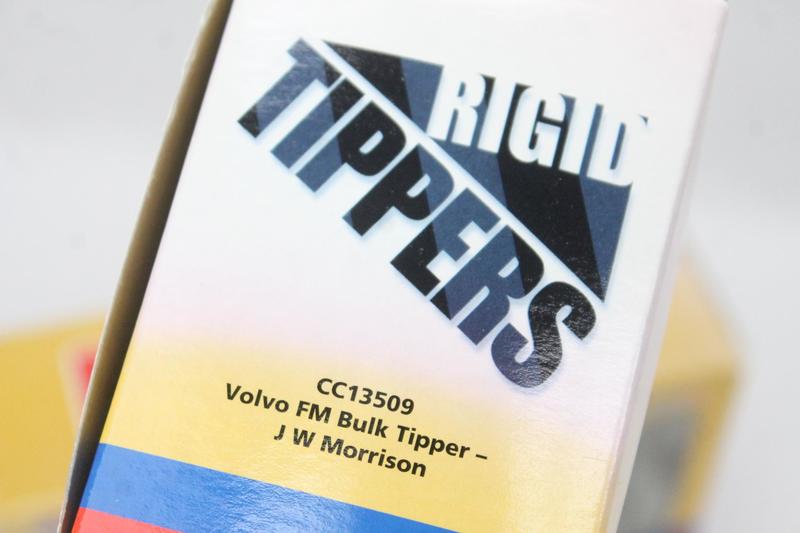 RIGID
TIPPERS
CC13509
Volvo FM Bulk Tipper –
J W Morrison